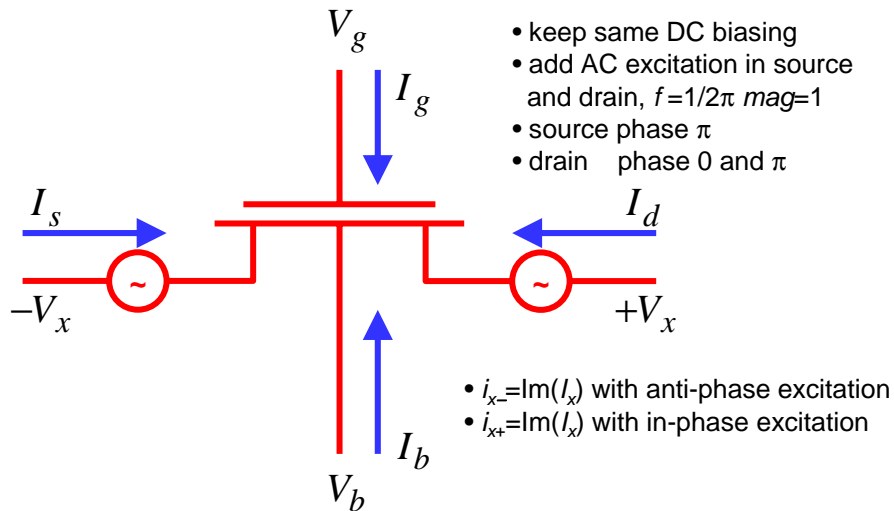 V_g
I_g
• keep same DC biasing
• add AC excitation in source
and drain, f =1/2π mag=1
• source phase π
• drain phase 0 and π
I_s
I_d
~
~
−V_x
+V_x
• i_{x−}=Im(I_x) with anti-phase excitation
• i_{x+}=Im(I_x) with in-phase excitation
I_b
V_b